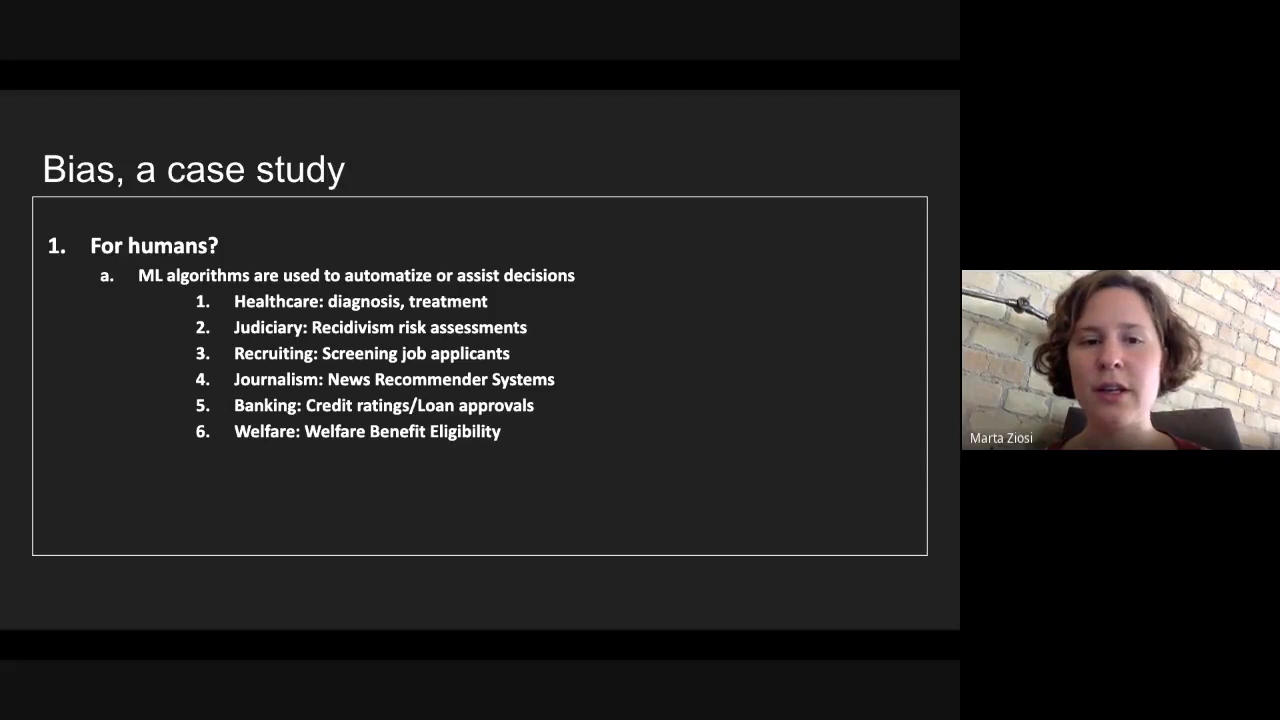 Bias, a case study
1. For humans?
a. ML algorithms are used to automatize or assist decisions
1. Healthcare: diagnosis, treatment
2. Judiciary: Recidivism risk assessments
3. Recruiting: Screening job applicants
4. Journalism: News Recommender Systems
5. Banking: Credit ratings/Loan approvals
6. Welfare: Welfare Benefit Eligibility
Marta Ziosi